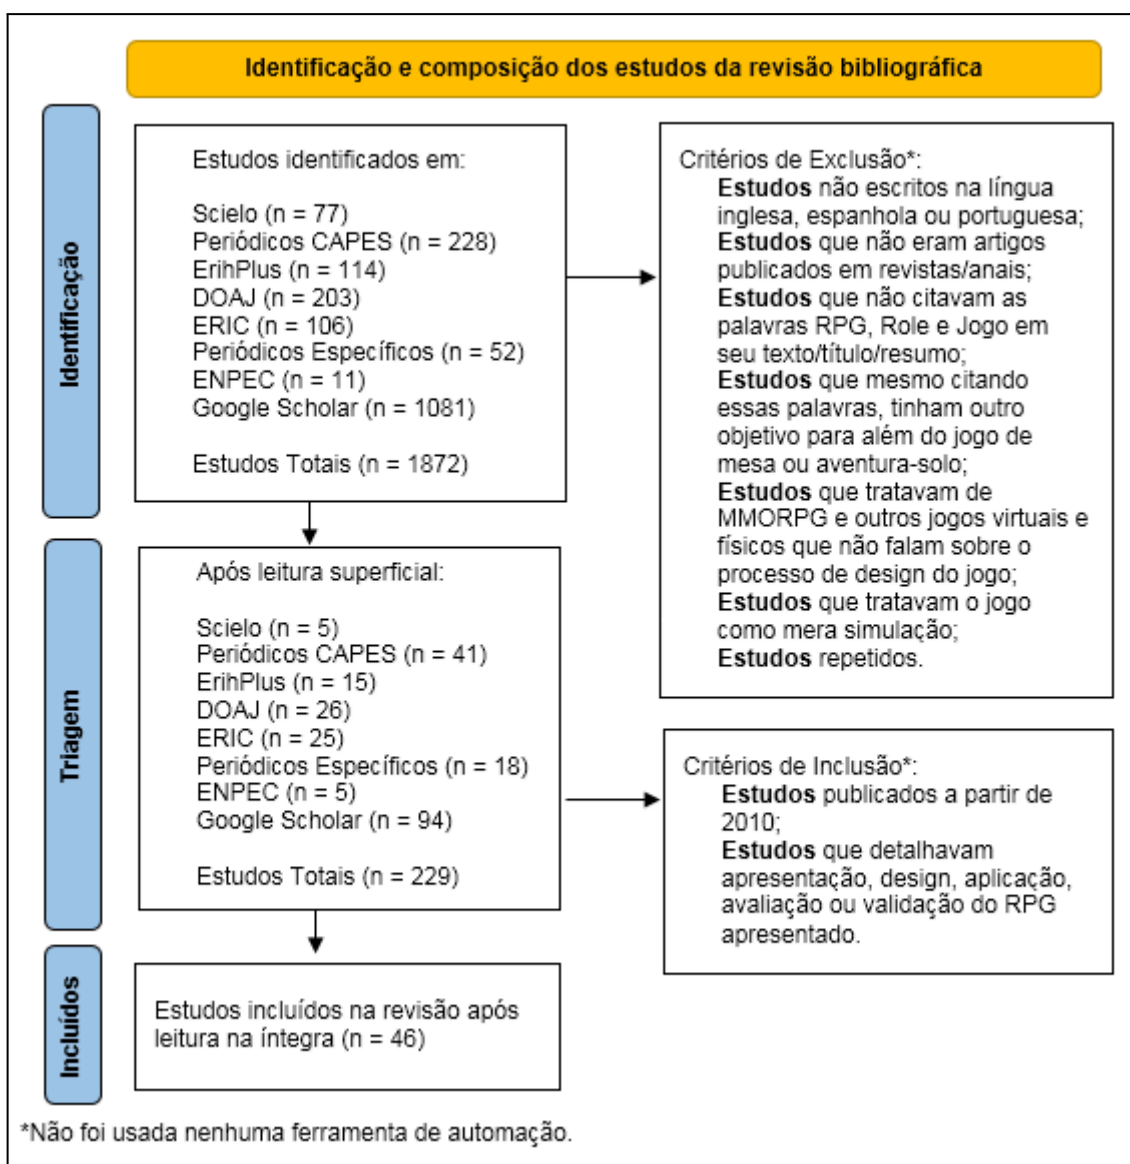 Identificação e composição dos estudos da revisão bibliográfica
Identificação
Estudos identificados em:
Scielo (n = 77)
Periódicos CAPES (n = 228)
ErihPlus (n = 114)
DOAJ (n = 203)
ERIC (n = 106)
Periódicos Específicos (n = 52)
ENPEC (n = 11)
Google Scholar (n = 1081)
Estudos Totais (n = 1872)
Critérios de Exclusão*:
Estudos não escritos na língua
inglesa, espanhola ou portuguesa;
Estudos que não eram artigos
publicados em revistas/anais;
Estudos que não citavam as
palavras RPG, Role e Jogo em
seu texto/título/resumo;
Estudos que mesmo citando
essas palavras, tinham outro
objetivo para além do jogo de
mesa ou aventura-solo;
Estudos que tratavam de
MMORPG e outros jogos virtuais e
físicos que não falam sobre o
processo de design do jogo;
Estudos que tratavam o jogo
como mera simulação;
Estudos repetidos.
Triagem
Após leitura superficial:
Scielo (n = 5)
Periódicos CAPES (n = 41)
ErihPlus (n = 15)
DOAJ (n = 26)
ERIC (n = 25)
Periódicos Específicos (n = 18)
ENPEC (n = 5)
Google Scholar (n = 94)
Estudos Totais (n = 229)
Critérios de Inclusão*:
Estudos publicados a partir de
2010;
Estudos que detalhavam
apresentação, design, aplicação,
avaliação ou validação do RPG
apresentado.
Incluídos
Estudos incluídos na revisão após
leitura na íntegra (n = 46)
*Não foi usada nenhuma ferramenta de automação.